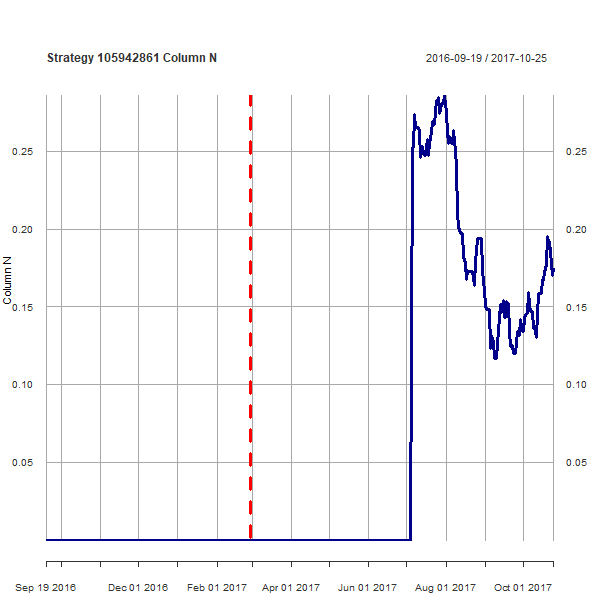 Strategy 105942861 Column N
2016-09-19 / 2017-10-25
0.25
0.25
0.20
0.20
Column N
0.15
0.15
0.10
0.10
0.05
0.05
Sep 19 2016
Dec 01 2016
Feb 01 2017
Apr 01 2017
Jun 01 2017
Aug 01 2017
Oct 01 2017